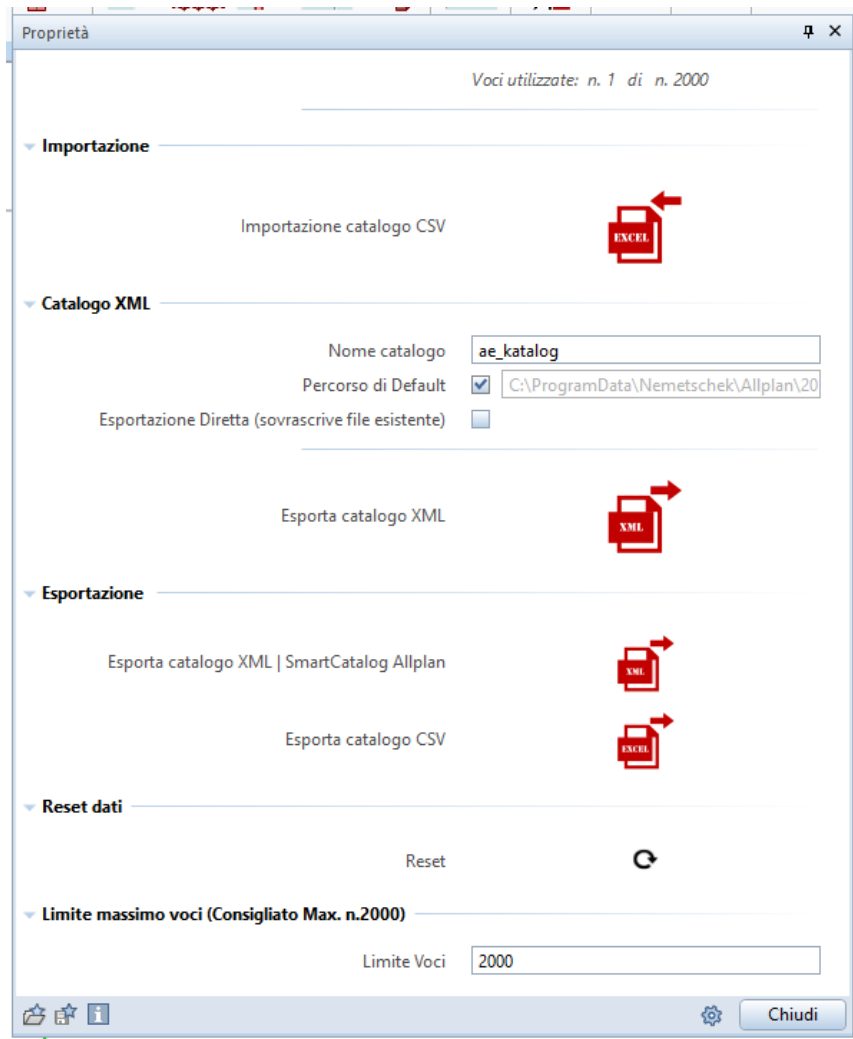 Proprietà
Voci utilizzate: n. 1 di n. 2000
Importazione
Importazione catalogo CSV
EXCEL
Catalogo XML
Nome catalogo ae_katalog
Percorso di Default C:\ProgramData\Nemetschek\Allplan\20
Esportazione Diretta (sovrascrive file esistente)
Esporta catalogo XML
XML
Esportazione
Esporta catalogo XML | SmartCatalog Allplan
XML
Esporta catalogo CSV
EXCEL
Reset dati
Reset
Limite massimo voci (Consigliato Max. n.2000)
Limite Voci 2000
Chiudi